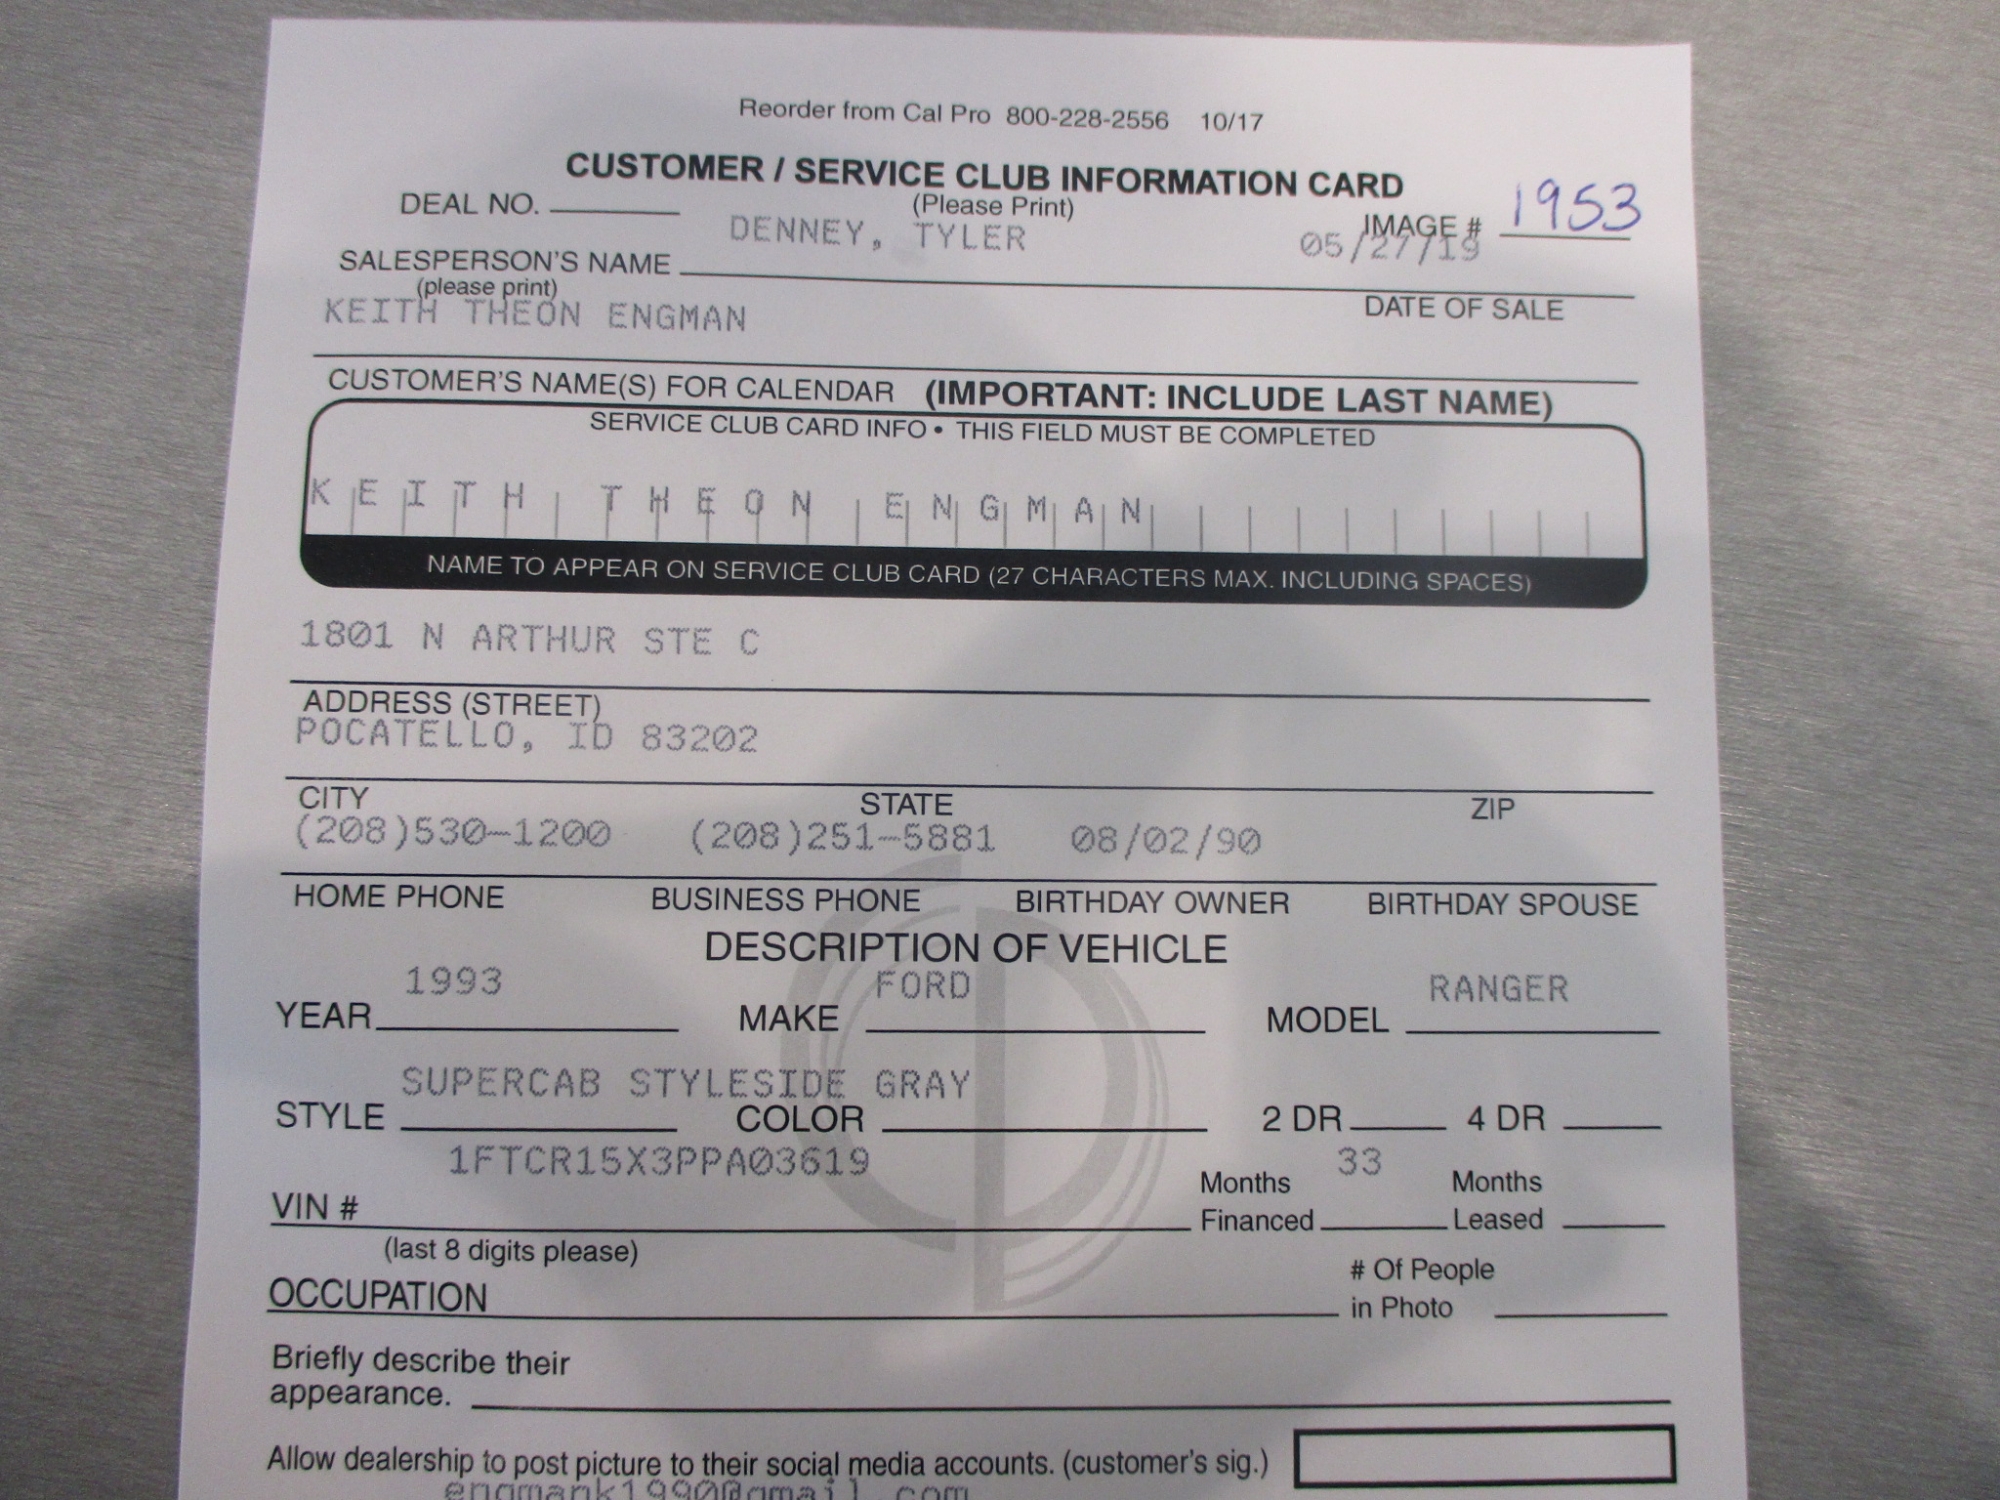 Reorder from Cal Pro 800-228-2556 10/17
CUSTOMER / SERVICE CLUB INFORMATION CARD
DEAL NO. (Please Print) IMAGE # 1953
DENNEY, TYLER 05/27/19
SALESPERSON'S NAME
(please print) DATE OF SALE
KEITH THEON ENGMAN
CUSTOMER'S NAME(S) FOR CALENDAR (IMPORTANT: INCLUDE LAST NAME)
SERVICE CLUB CARD INFO • THIS FIELD MUST BE COMPLETED
KEITH THEON ENGMAN
NAME TO APPEAR ON SERVICE CLUB CARD (27 CHARACTERS MAX. INCLUDING SPACES)
1801 N ARTHUR STE C
ADDRESS (STREET)
POCATELLO, ID 83202
CITY STATE ZIP
(208)530-1200 (208)251-5881 08/02/90
HOME PHONE BUSINESS PHONE BIRTHDAY OWNER BIRTHDAY SPOUSE
DESCRIPTION OF VEHICLE
1993 FORD RANGER
YEAR MAKE MODEL
SUPERCAB STYLESIDE GRAY
STYLE COLOR 2 DR 4 DR
1FTCR15X3PPA03619 33
VIN # Months Financed Months Leased
(last 8 digits please)
OCCUPATION # Of People in Photo
Briefly describe their
appearance.
Allow dealership to post picture to their social media accounts. (customer's sig.)
engmank1990@gmail.com